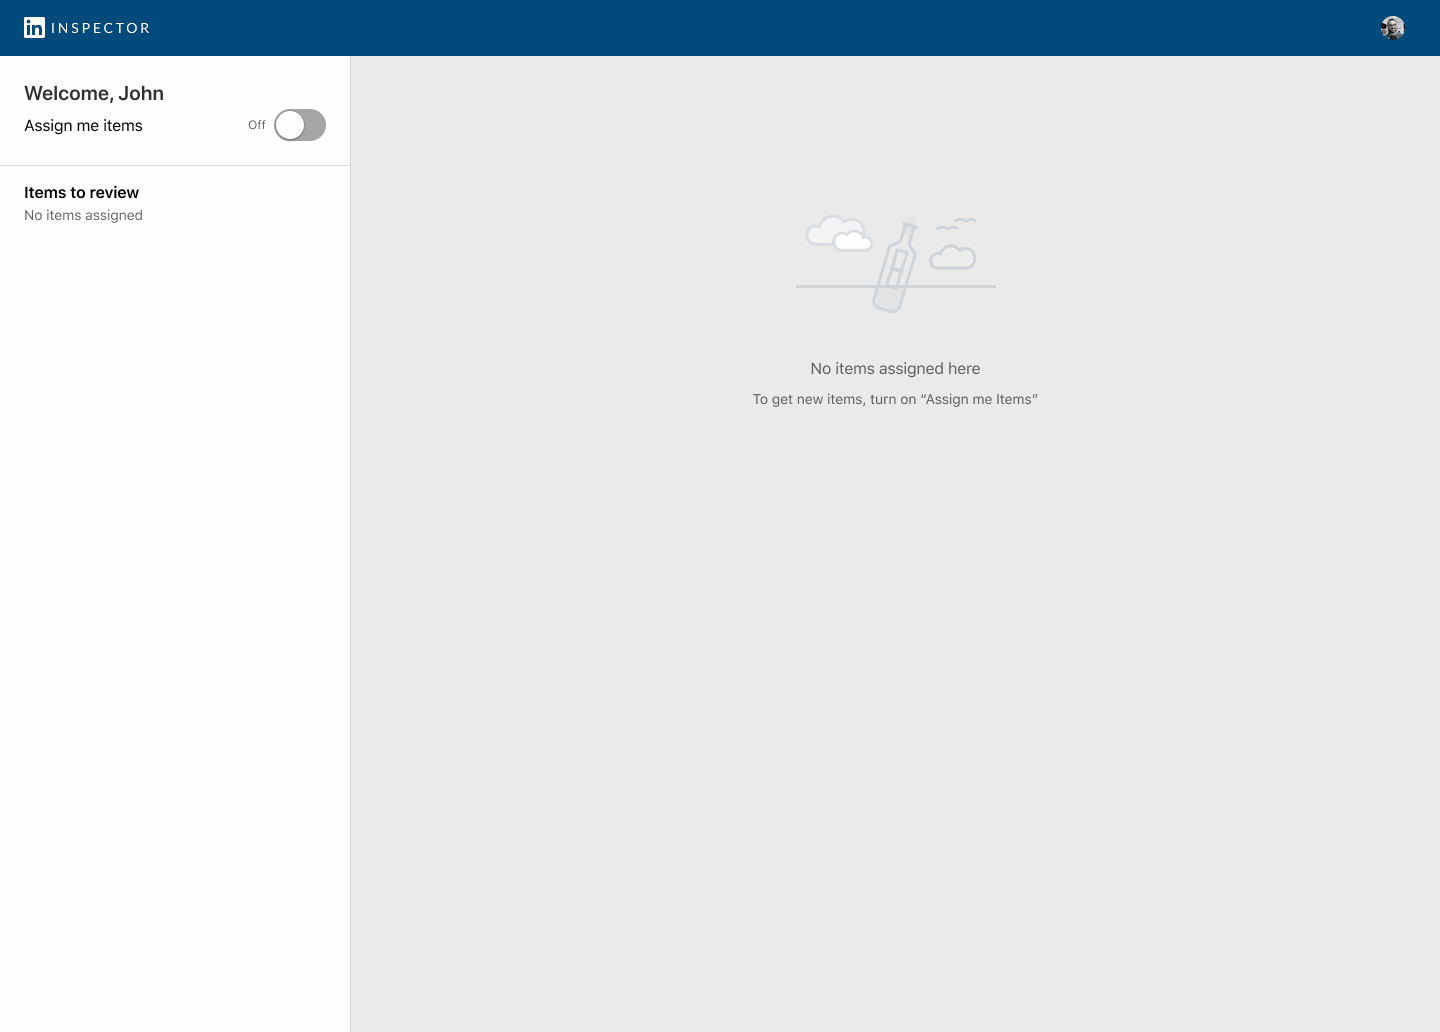 in INSPECTOR
Welcome, John
Assign me items
Off
Items to review
No items assigned
No items assigned here
To get new items, turn on “Assign me Items”